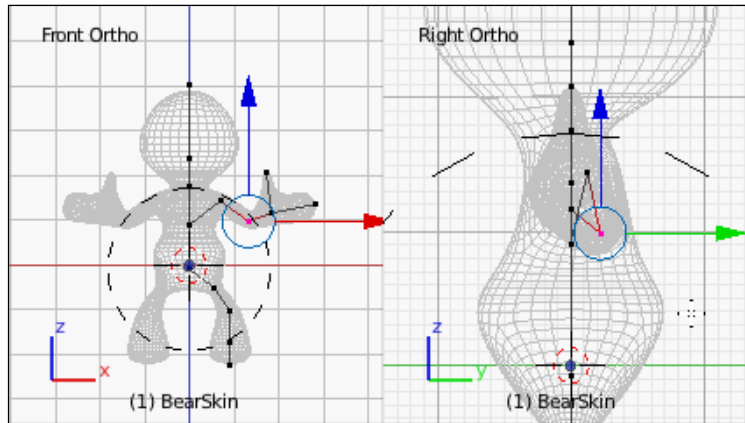 Front Ortho
z
x
(1) BearSkin
Right Ortho
z
y
(1) BearSkin